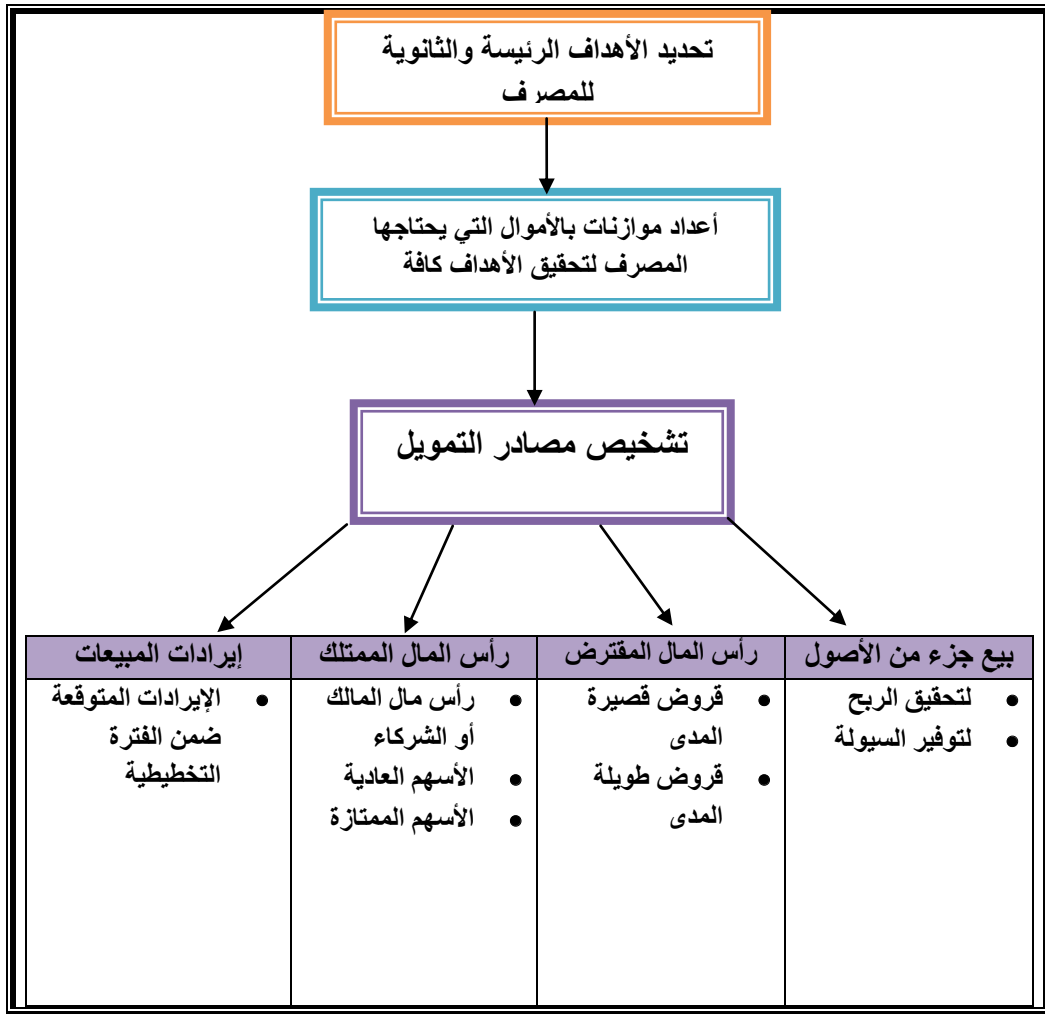 تحديد الأهداف الرئيسة والثانوية
للمصرف
أعداد موازنات بالأموال التي يحتاجها
المصرف لتحقيق الأهداف كافة
تشخيص مصادر التمويل
بيع جزء من الأصول
• لتحقيق الربح
• لتوفير السيولة
رأس المال المقترض
• قروض قصيرة
المدى
• قروض طويلة
المدى
رأس المال الممتلك
• رأس مال المالك
أو الشركاء
• الأسهم العادية
• الأسهم الممتازة
إيرادات المبيعات
• الإيرادات المتوقعة
ضمن الفترة
التخطيطية